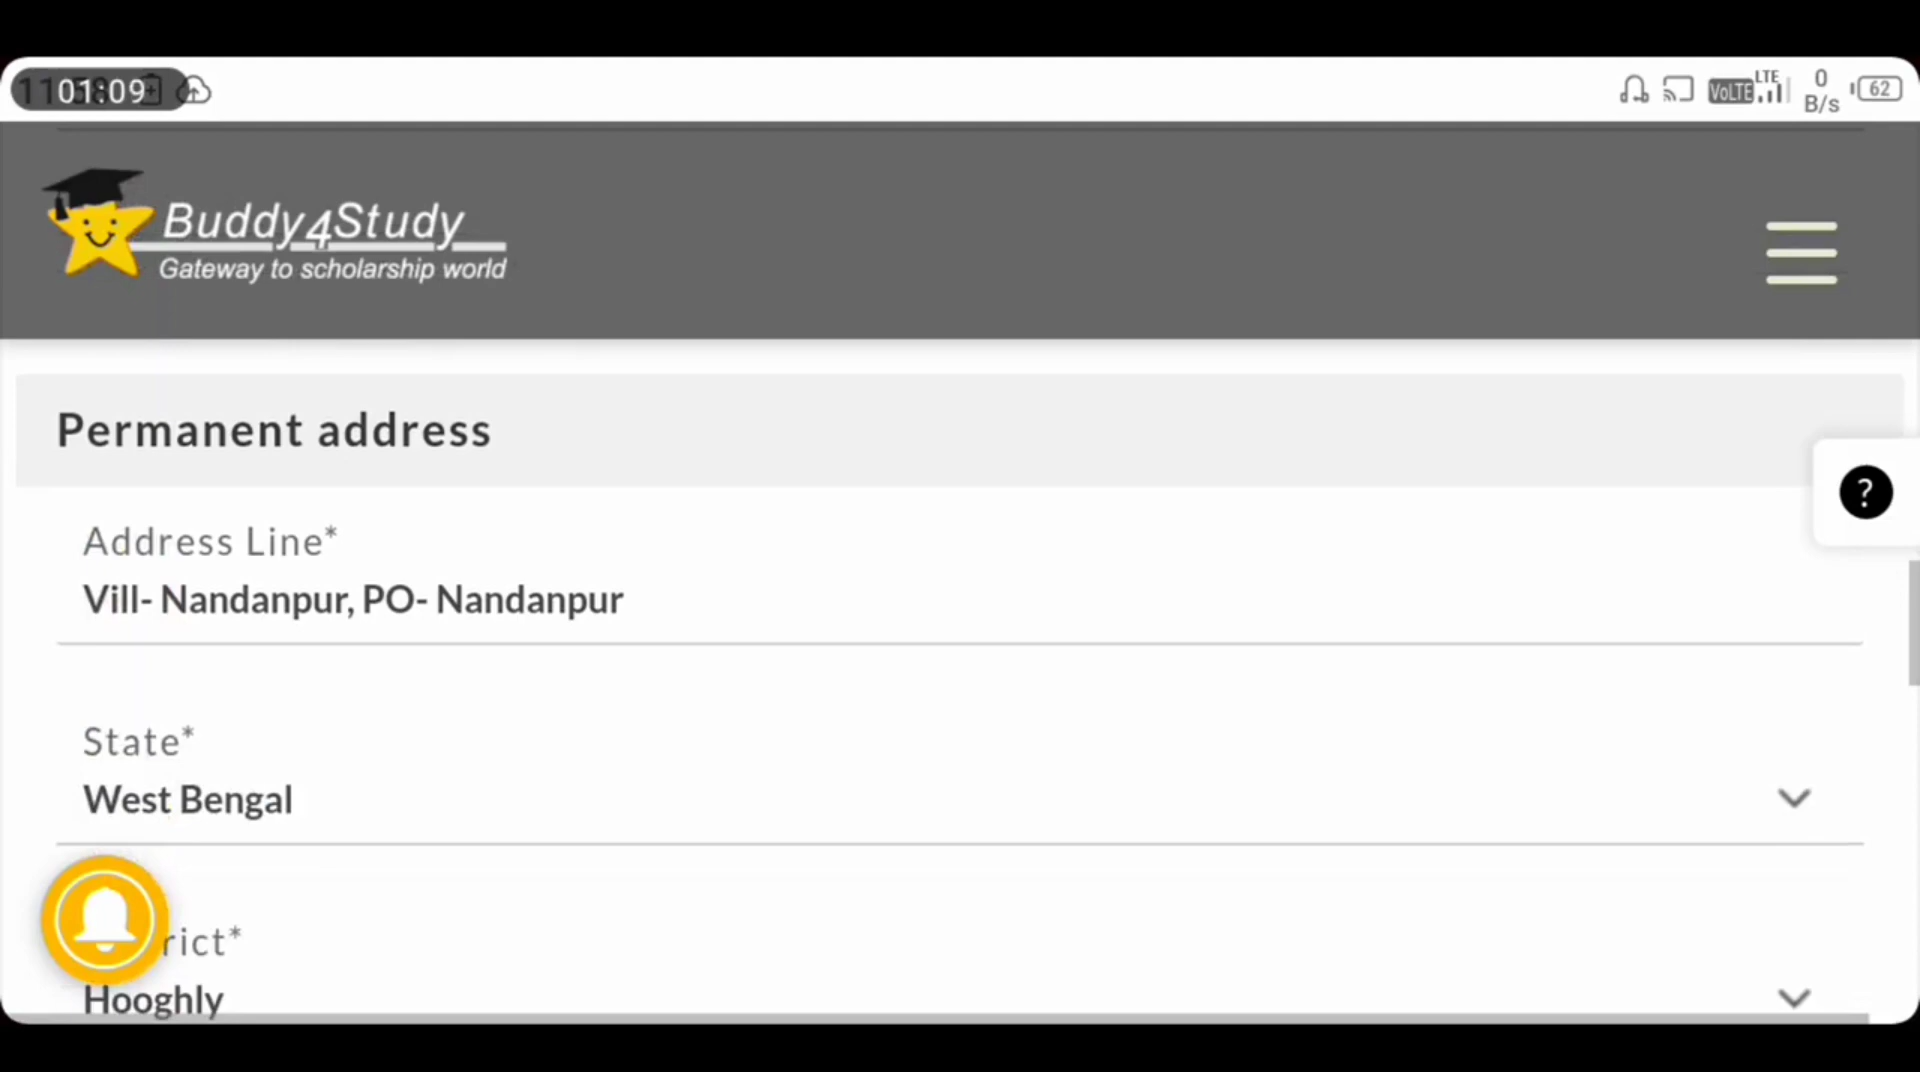 01:09
LTE
VoLTE
0
B/s
62
Buddy4Study
Gateway to scholarship world
Permanent address
?
Address Line*
Vill- Nandanpur, PO- Nandanpur
State*
West Bengal
rict*
Hooghly